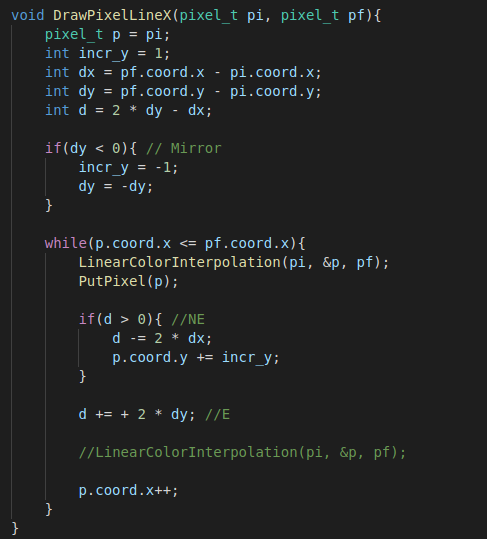 void DrawPixelLineX(pixel_t pi, pixel_t pf){
    pixel_t p = pi;
    int incr_y = 1;
    int dx = pf.coord.x - pi.coord.x;
    int dy = pf.coord.y - pi.coord.y;
    int d = 2 * dy - dx;

    if(dy < 0){ // Mirror
        incr_y = -1;
        dy = -dy;
    }

    while(p.coord.x <= pf.coord.x){
        LinearColorInterpolation(pi, &p, pf);
        PutPixel(p);

        if(d > 0){ //NE
            d -= 2 * dx;
            p.coord.y += incr_y;
        }

        d += + 2 * dy; //E

        //LinearColorInterpolation(pi, &p, pf);

        p.coord.x++;
    }
}